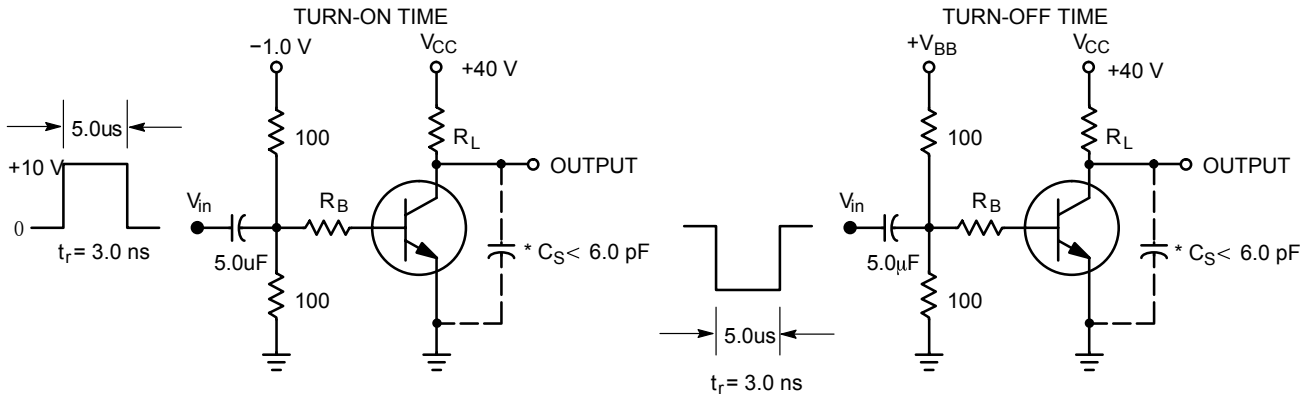 TURN-ON TIME
−1.0 V
VCC
+40 V
5.0us
100
RL
+10 V
OUTPUT
Vin
RB
0
5.0uF
* CS< 6.0 pF
tr= 3.0 ns
100
TURN-OFF TIME
+VBB
VCC
+40 V
100
RL
OUTPUT
Vin
RB
5.0μF
* CS< 6.0 pF
100
5.0us
tr= 3.0 ns